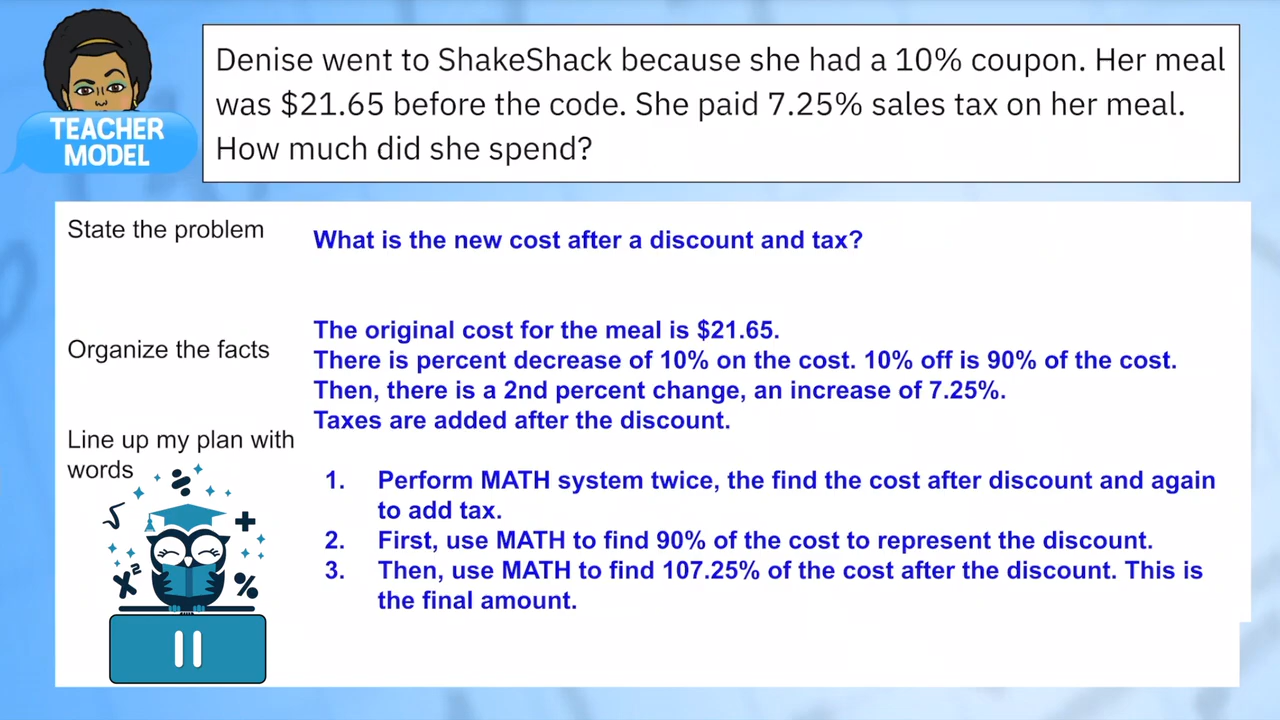 TEACHER
MODEL
Denise went to ShakeShack because she had a 10% coupon. Her meal
was $21.65 before the code. She paid 7.25% sales tax on her meal.
How much did she spend?
State the problem
What is the new cost after a discount and tax?
Organize the facts
The original cost for the meal is $21.65.
There is percent decrease of 10% on the cost. 10% off is 90% of the cost.
Then, there is a 2nd percent change, an increase of 7.25%.
Taxes are added after the discount.
Line up my plan with
words
1. Perform MATH system twice, the find the cost after discount and again
to add tax.
2. First, use MATH to find 90% of the cost to represent the discount.
3. Then, use MATH to find 107.25% of the cost after the discount. This is
the final amount.
÷
√
+
x²
%